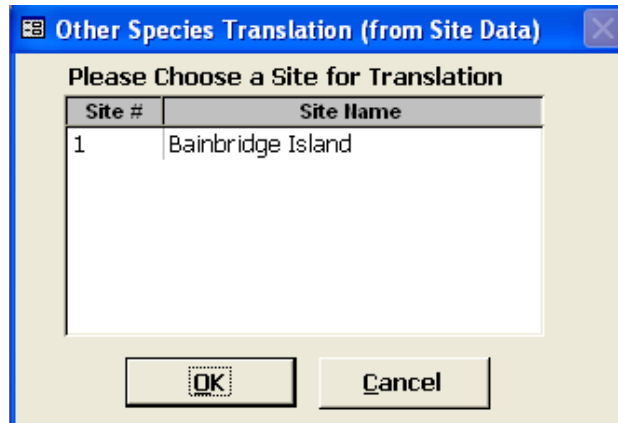 Other Species Translation (from Site Data)
Please Choose a Site for Translation
Site # Site Name
1 Bainbridge Island
OK Cancel